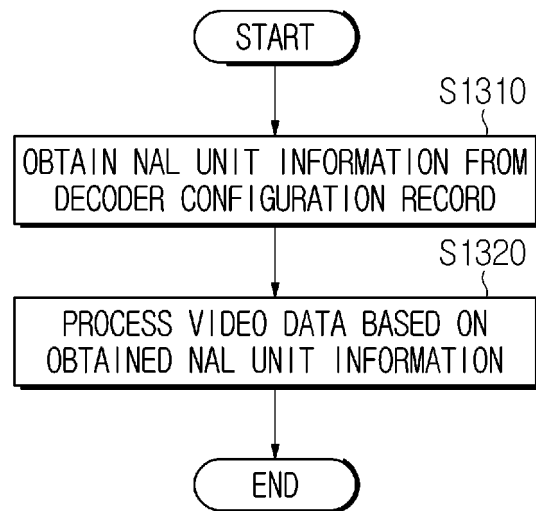 START
S1310
OBTAIN NAL UNIT INFORMATION FROM
DECODER CONFIGURATION RECORD
S1320
PROCESS VIDEO DATA BASED ON
OBTAINED NAL UNIT INFORMATION
END